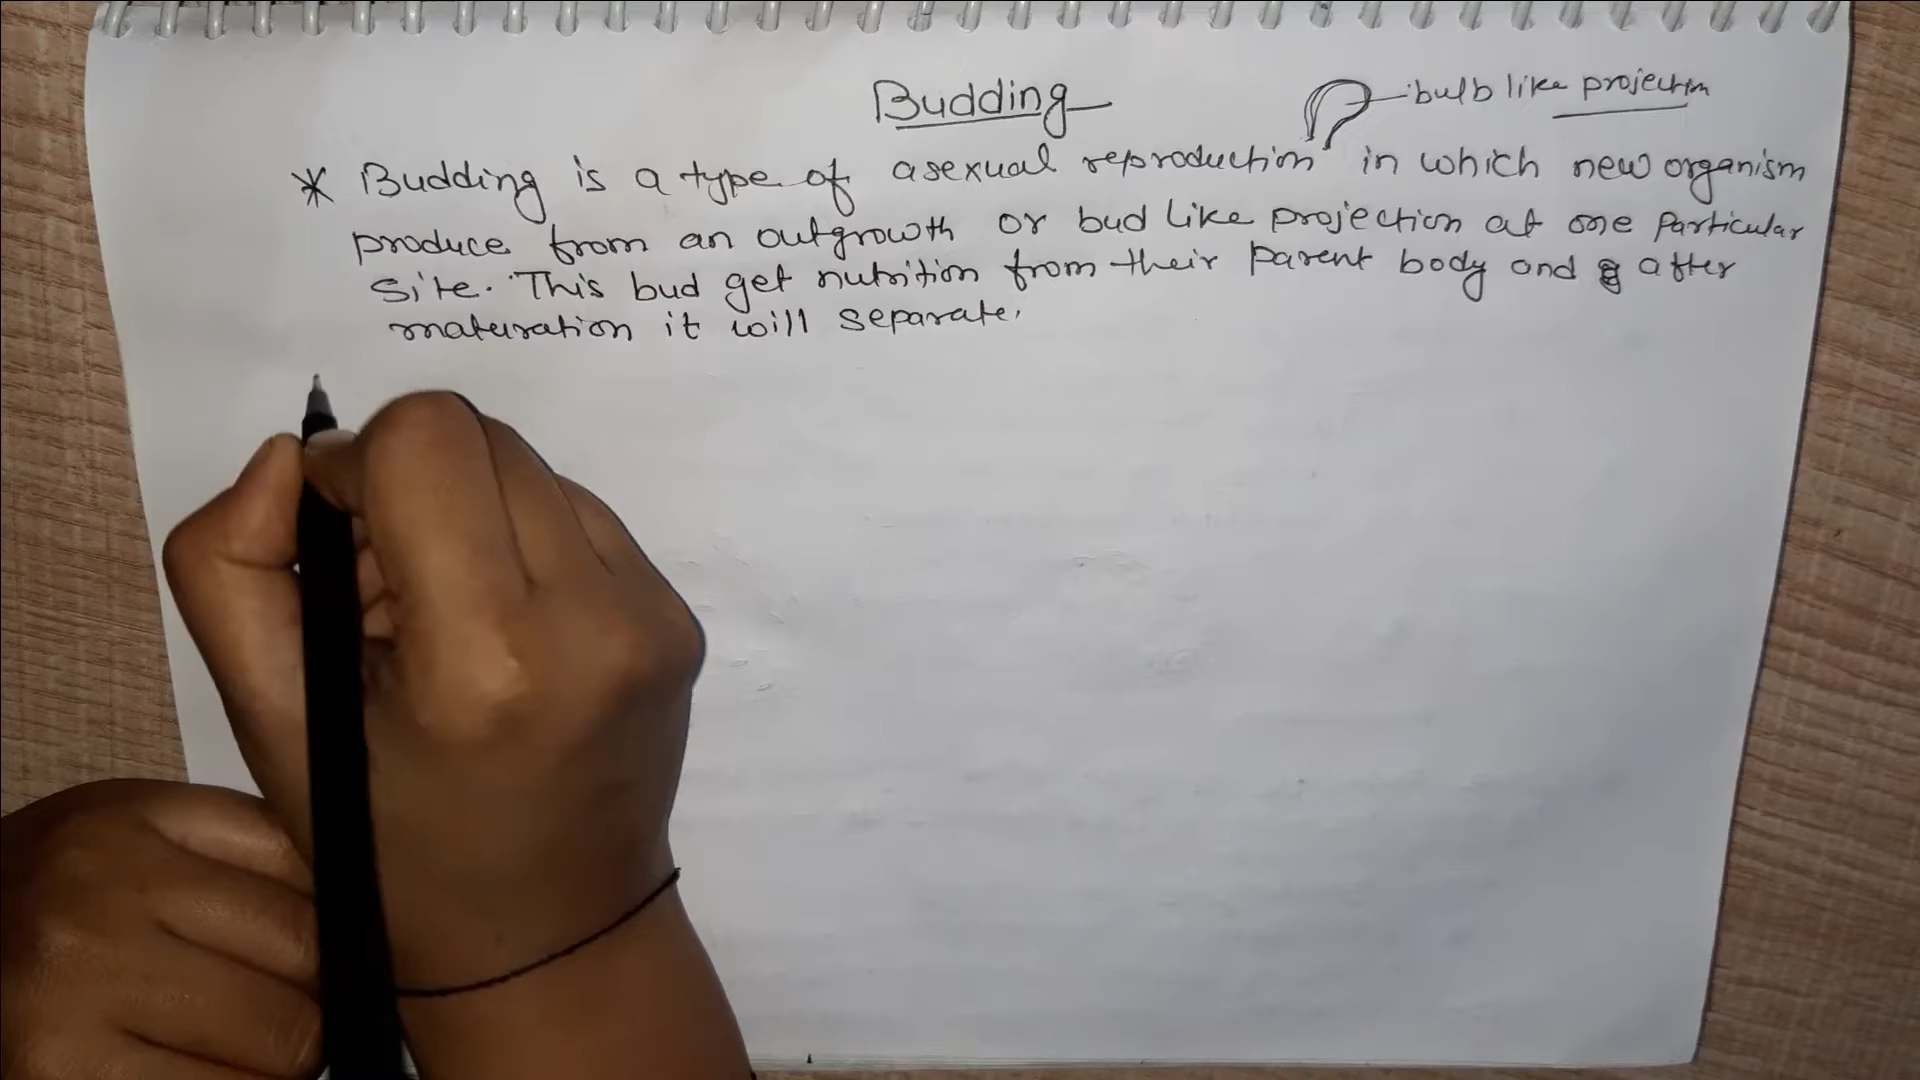 Budding
bulb like projection
* Budding is a type of asexual reproduction in which new organism
produce from an outgrowth or bud like projection at one particular
site. This bud get nutrition from their parent body and after
maturation it will separate.